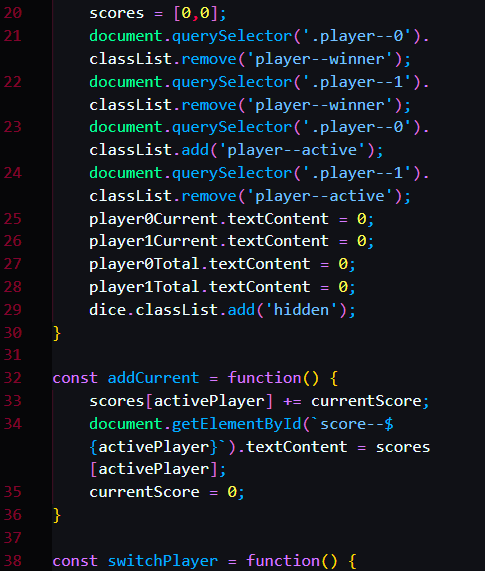 20 scores = [0,0];
21 document.querySelector('.player--0').
classList.remove('player--winner');
22 document.querySelector('.player--1').
classList.remove('player--winner');
23 document.querySelector('.player--0').
classList.add('player--active');
24 document.querySelector('.player--1').
classList.remove('player--active');
25 player0Current.textContent = 0;
26 player1Current.textContent = 0;
27 player0Total.textContent = 0;
28 player1Total.textContent = 0;
29 dice.classList.add('hidden');
30 }
31
32 const addCurrent = function() {
33 scores[activePlayer] += currentScore;
34 document.getElementById(`score--$
{activePlayer}`).textContent = scores
[activePlayer];
35 currentScore = 0;
36 }
37
38 const switchPlayer = function() {